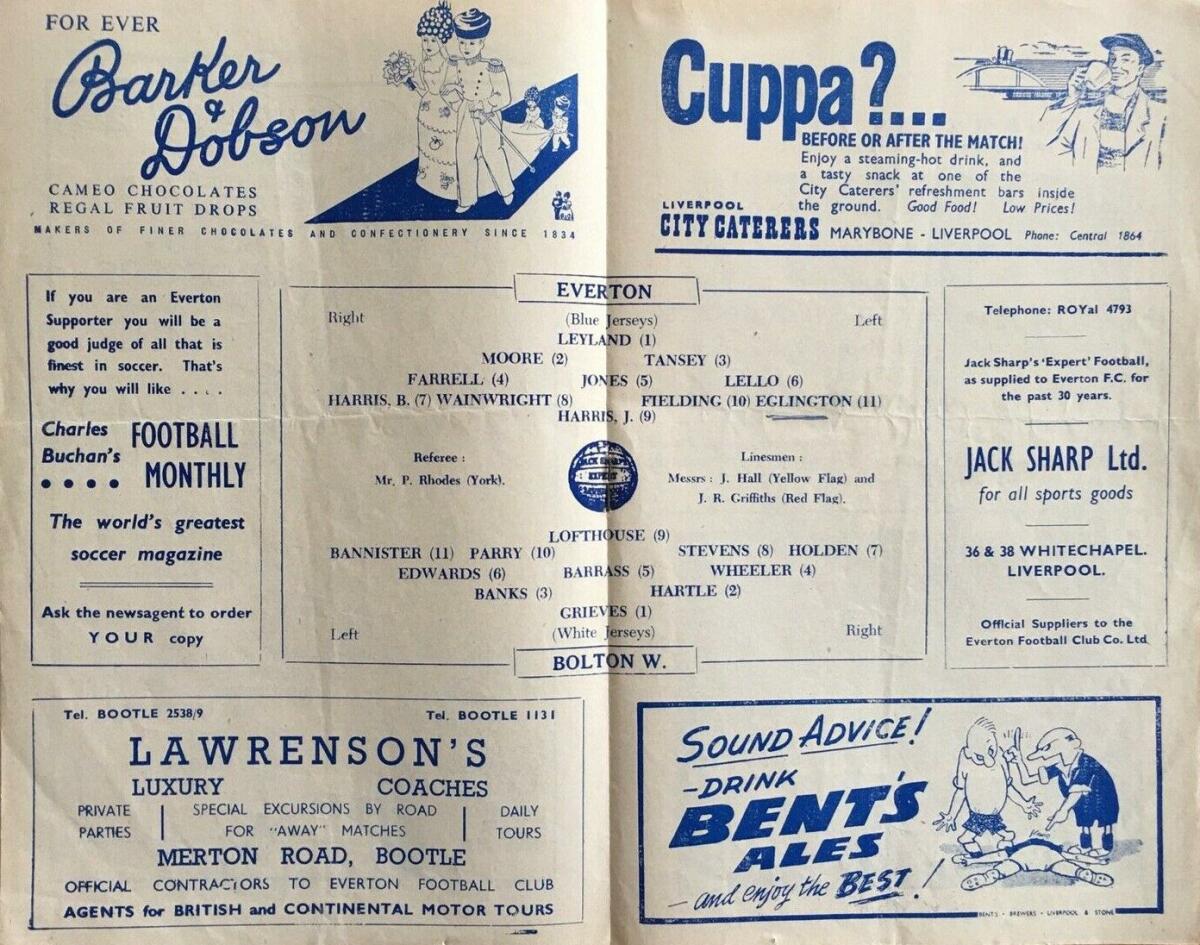 FOR EVER
Barker
& Dobson
CAMEO CHOCOLATES
REGAL FRUIT DROPS
MAKERS OF FINER CHOCOLATES AND CONFECTIONERY SINCE 1834
Cuppa?....
BEFORE OR AFTER THE MATCH!
Enjoy a steaming-hot drink, and
a tasty snack at one of the
City Caterers' refreshment bars inside
the ground. Good Food! Low Prices!
LIVERPOOL
CITY CATERERS MARYBONE - LIVERPOOL Phone: Central 1864
If you are an Everton
Supporter you will be a
good judge of all that is
finest in soccer. That's
why you will like ....
Charles
Buchan's
....
FOOTBALL
MONTHLY
The world's greatest
soccer magazine
Ask the newsagent to order
YOUR copy
EVERTON
Right (Blue Jerseys) Left
LEYLAND (1)
MOORE (2) TANSEY (3)
FARRELL (4) JONES (5) LELLO (6)
HARRIS, B. (7) WAINWRIGHT (8) FIELDING (10) EGLINGTON (11)
HARRIS, J. (9)
Referee :
Mr. P. Rhodes (York).
JACK SHARP'S
EXPERT
Linesmen :
Messrs : J. Hall (Yellow Flag) and
J. R. Griffiths (Red Flag).
LOFTHOUSE (9)
BANNISTER (11) PARRY (10) STEVENS (8) HOLDEN (7)
EDWARDS (6) BARRASS (5) WHEELER (4)
BANKS (3) HARTLE (2)
GRIEVES (1)
Left (White Jerseys) Right
BOLTON W.
Telephone: ROYal 4793
Jack Sharp's 'Expert' Football,
as supplied to Everton F.C. for
the past 30 years.
JACK SHARP Ltd.
for all sports goods
36 & 38 WHITECHAPEL.
LIVERPOOL.
Official Suppliers to the
Everton Football Club Co. Ltd.
Tel. BOOTLE 2538/9 Tel. BOOTLE 1131
LAWRENSON'S
LUXURY COACHES
PRIVATE
PARTIES
SPECIAL EXCURSIONS BY ROAD
FOR "AWAY" MATCHES
DAILY
TOURS
MERTON ROAD, BOOTLE
OFFICIAL CONTRACTORS TO EVERTON FOOTBALL CLUB
AGENTS for BRITISH and CONTINENTAL MOTOR TOURS
SOUND ADVICE!
-DRINK
BENT'S
ALES
-and enjoy the BEST!
BENT'S - BREWERS - LIVERPOOL & STONE